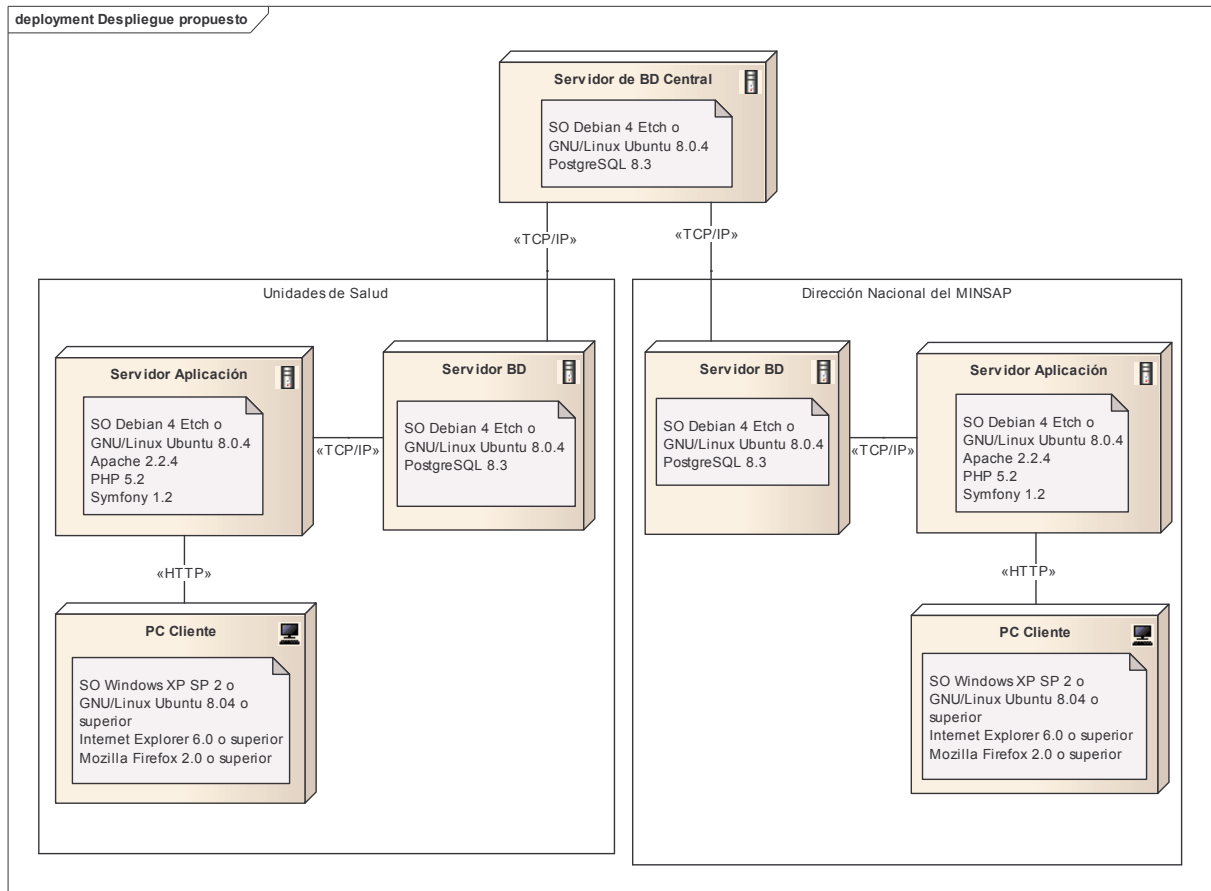 deployment Despliegue propuesto
Servidor de BD Central
SO Debian 4 Etch o
GNU/Linux Ubuntu 8.0.4
PostgreSQL 8.3
«TCP/IP»
«TCP/IP»
Unidades de Salud
Servidor Aplicación
SO Debian 4 Etch o
GNU/Linux Ubuntu 8.0.4
Apache 2.2.4
PHP 5.2
Symfony 1.2
«TCP/IP»
Servidor BD
SO Debian 4 Etch o
GNU/Linux Ubuntu 8.0.4
PostgreSQL 8.3
«HTTP»
PC Cliente
SO Windows XP SP 2 o
GNU/Linux Ubuntu 8.04 o
superior
Internet Explorer 6.0 o superior
Mozilla Firefox 2.0 o superior
Dirección Nacional del MINSAP
Servidor BD
SO Debian 4 Etch o
GNU/Linux Ubuntu 8.0.4
PostgreSQL 8.3
«TCP/IP»
Servidor Aplicación
SO Debian 4 Etch o
GNU/Linux Ubuntu 8.0.4
Apache 2.2.4
PHP 5.2
Symfony 1.2
«HTTP»
PC Cliente
SO Windows XP SP 2 o
GNU/Linux Ubuntu 8.04 o
superior
Internet Explorer 6.0 o superior
Mozilla Firefox 2.0 o superior